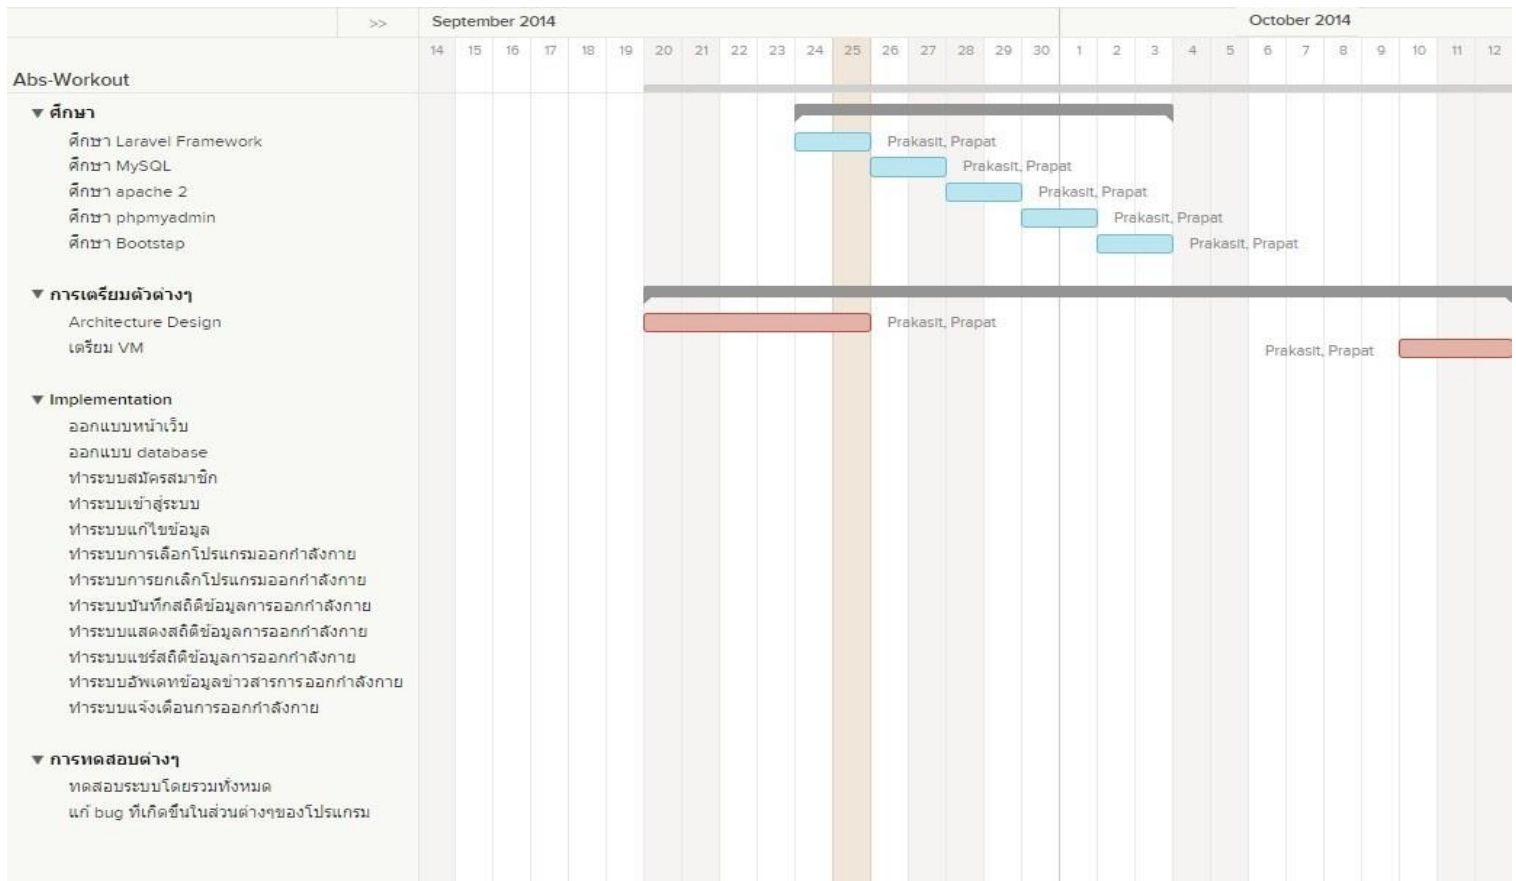 >> September 2014 October 2014
14 15 16 17 18 19 20 21 22 23 24 25 26 27 28 29 30 1 2 3 4 5 6 7 8 9 10 11 12
Abs-Workout
ศึกษา
ศึกษา Laravel Framework Prakasit, Prapat
ศึกษา MySQL Prakasit, Prapat
ศึกษา apache 2 Prakasit, Prapat
ศึกษา phpmyadmin Prakasit, Prapat
ศึกษา Bootstap Prakasit, Prapat
การเตรียมตัวต่างๆ
Architecture Design Prakasit, Prapat
เตรียม VM Prakasit, Prapat
Implementation
ออกแบบหน้าเว็บ
ออกแบบ database
ทำระบบสมัครสมาชิก
ทำระบบเข้าสู่ระบบ
ทำระบบแก้ไขข้อมูล
ทำระบบการเลือกโปรแกรมออกกำลังกาย
ทำระบบการยกเลิกโปรแกรมออกกำลังกาย
ทำระบบบันทึกสถิติข้อมูลการออกกำลังกาย
ทำระบบแสดงสถิติข้อมูลการออกกำลังกาย
ทำระบบแชร์สถิติข้อมูลการออกกำลังกาย
ทำระบบอัพเดทข้อมูลข่าวสารการออกกำลังกาย
ทำระบบแจ้งเตือนการออกกำลังกาย
การทดสอบต่างๆ
ทดสอบระบบโดยรวมทั้งหมด
แก้ bug ที่เกิดขึ้นในส่วนต่างๆของโปรแกรม